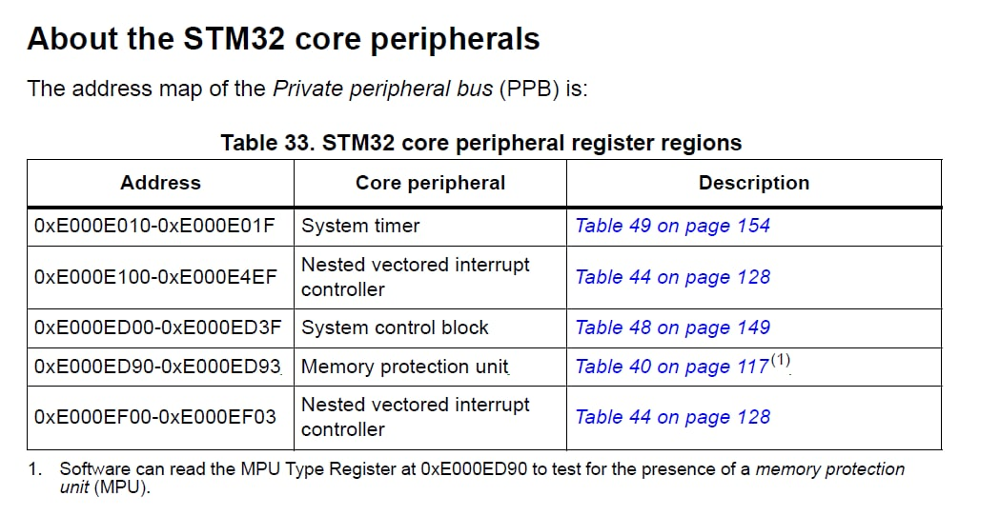 About the STM32 core peripherals
The address map of the Private peripheral bus (PPB) is:
Table 33. STM32 core peripheral register regions
Address Core peripheral Description
0xE000E010-0xE000E01F System timer Table 49 on page 154
0xE000E100-0xE000E4EF Nested vectored interrupt controller Table 44 on page 128
0xE000ED00-0xE000ED3F System control block Table 48 on page 149
0xE000ED90-0xE000ED93 Memory protection unit Table 40 on page 117(1)
0xE000EF00-0xE000EF03 Nested vectored interrupt controller Table 44 on page 128
1. Software can read the MPU Type Register at 0xE000ED90 to test for the presence of a memory protection
unit (MPU).